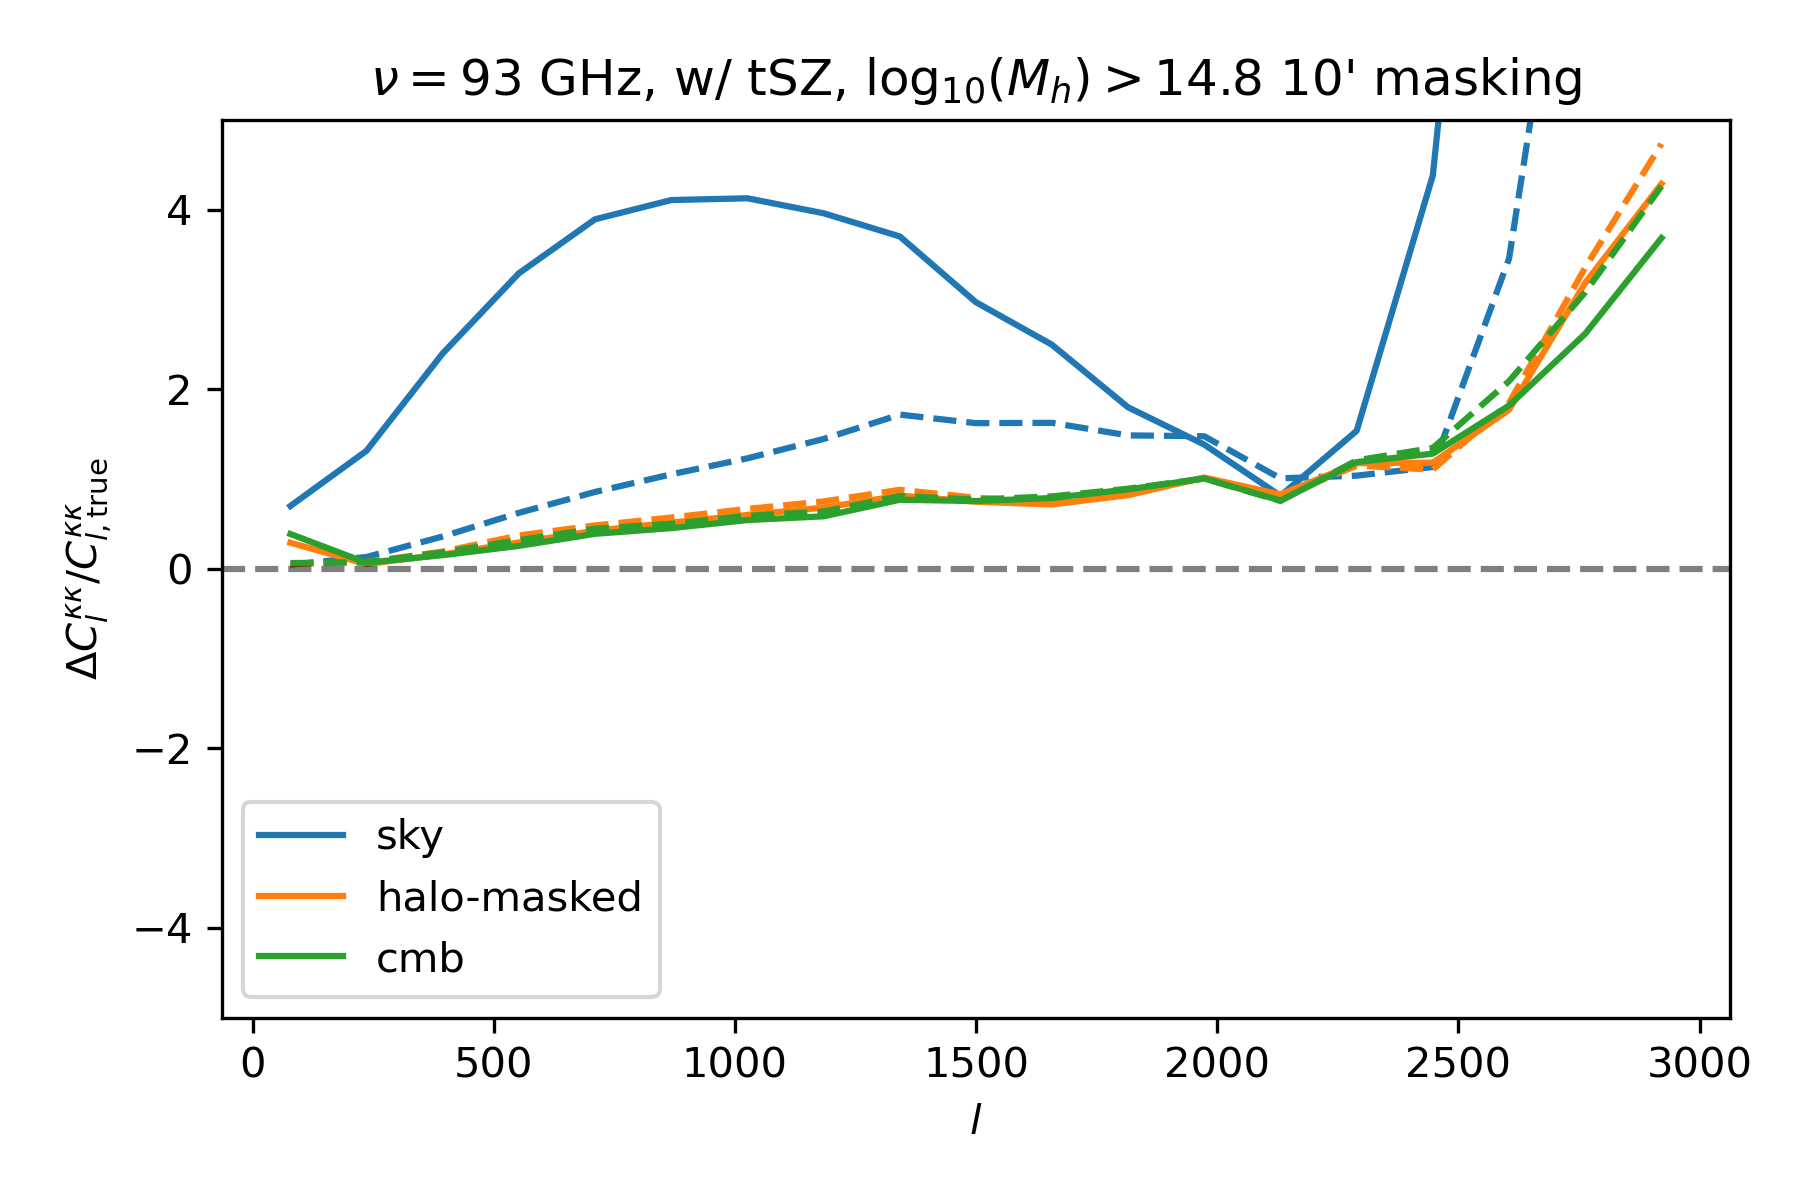 ν = 93 GHz, w/ tSZ, log₁₀(Mₕ) > 14.8 10' masking
ΔC_l^{κκ}/C_{l,true}^{κκ}
4
2
0
−2
−4
sky
halo-masked
cmb
0 500 1000 1500 2000 2500 3000
l